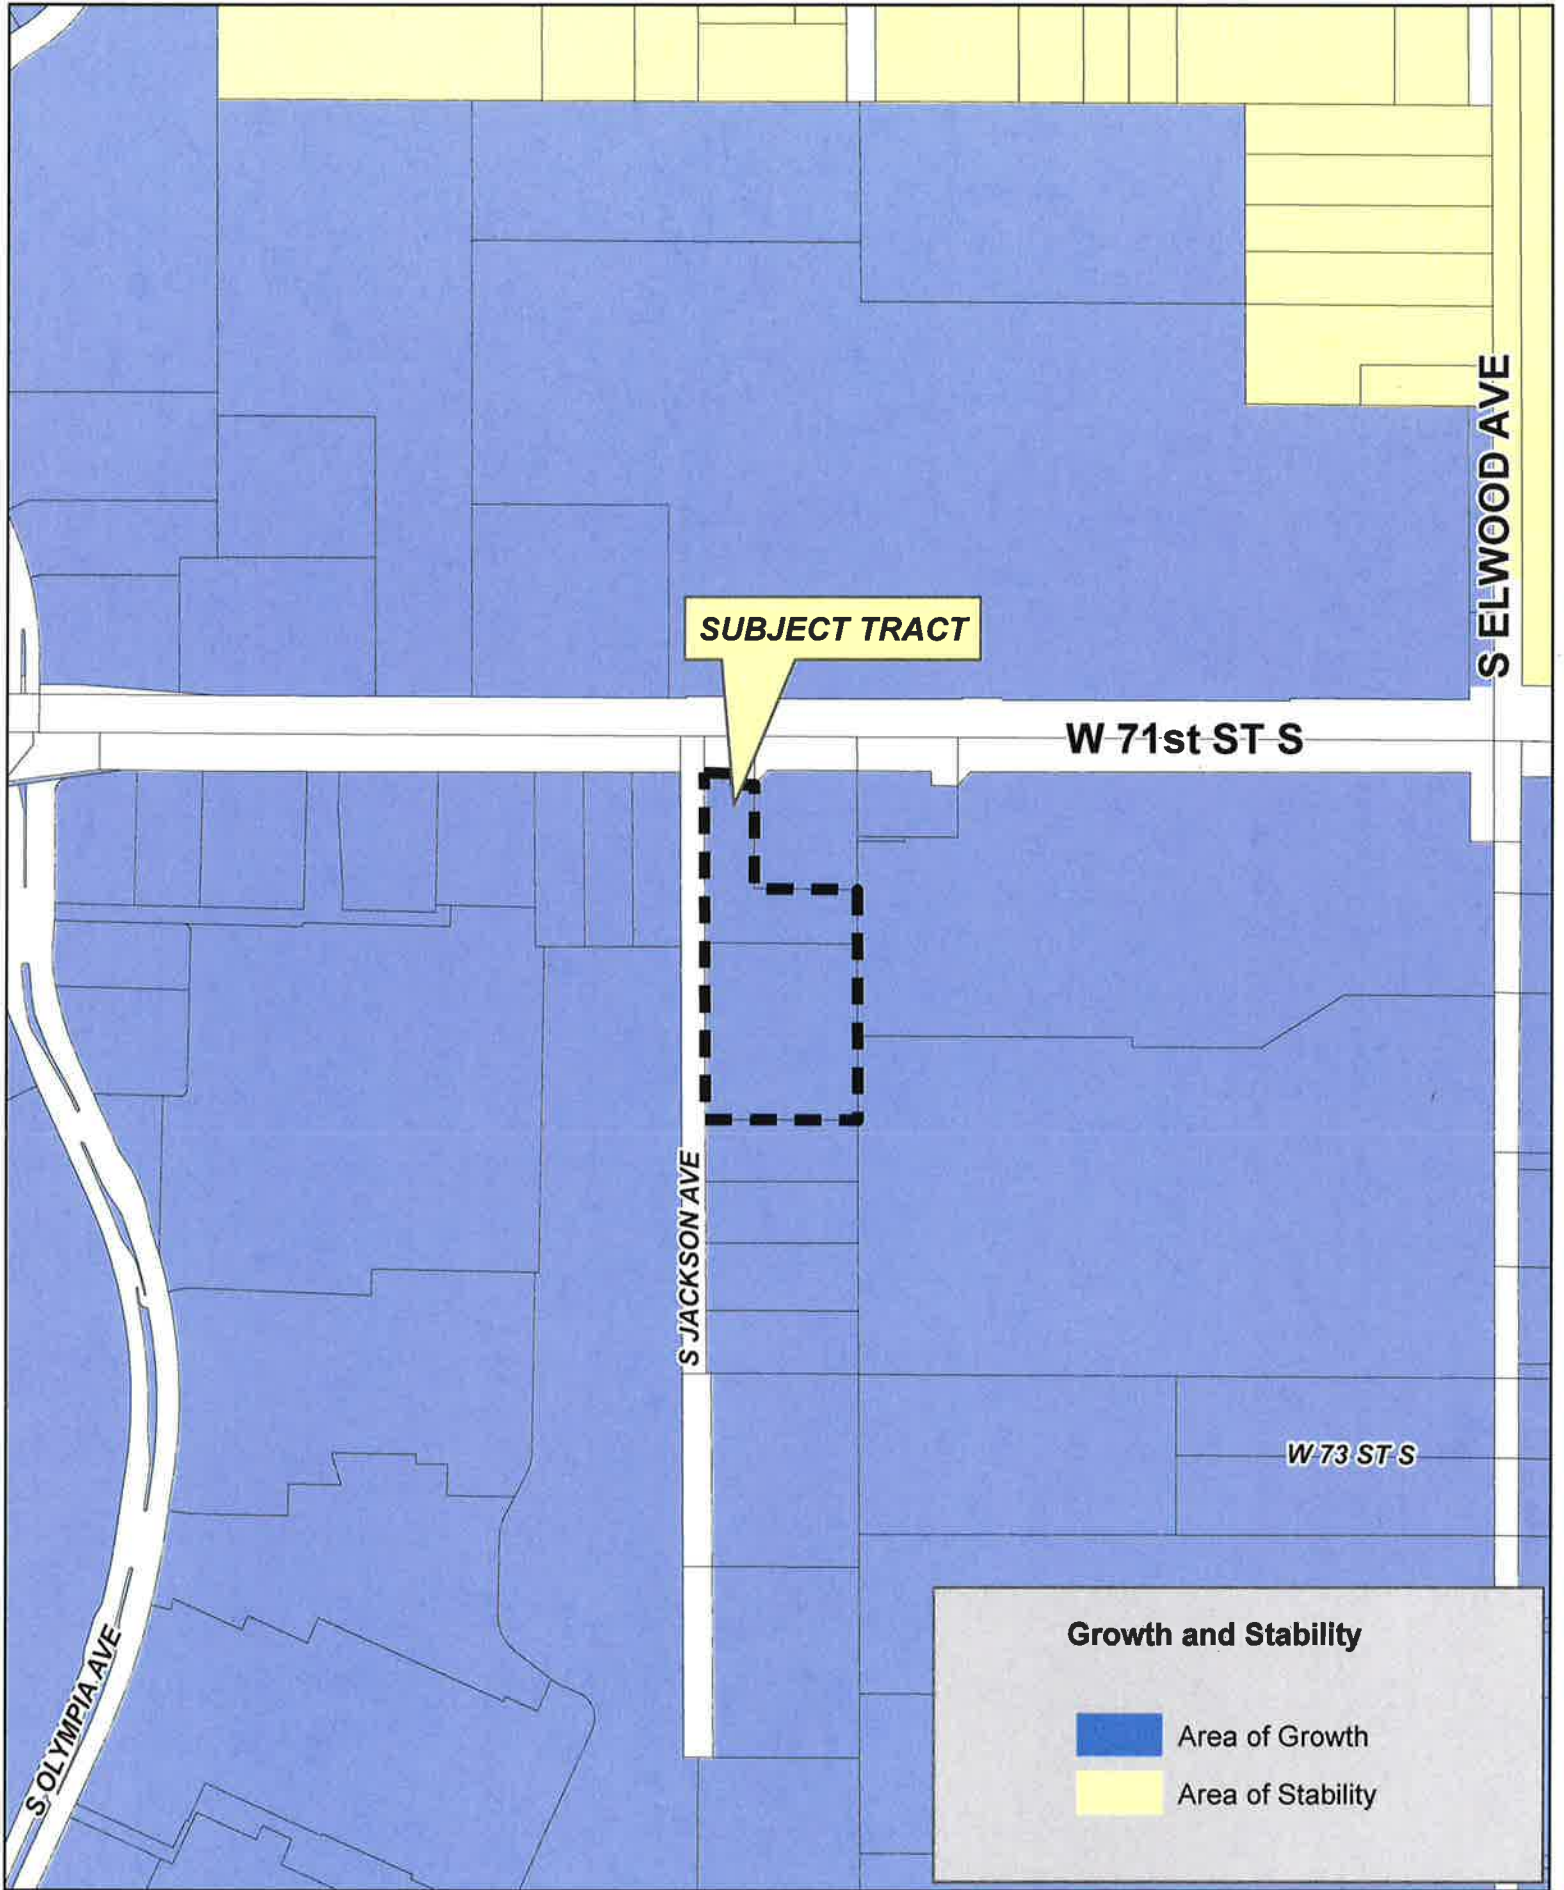 S ELWOOD AVE
SUBJECT TRACT
W 71st ST S
S JACKSON AVE
W 73 ST S
S OLYMPIA AVE
Growth and Stability
Area of Growth
Area of Stability